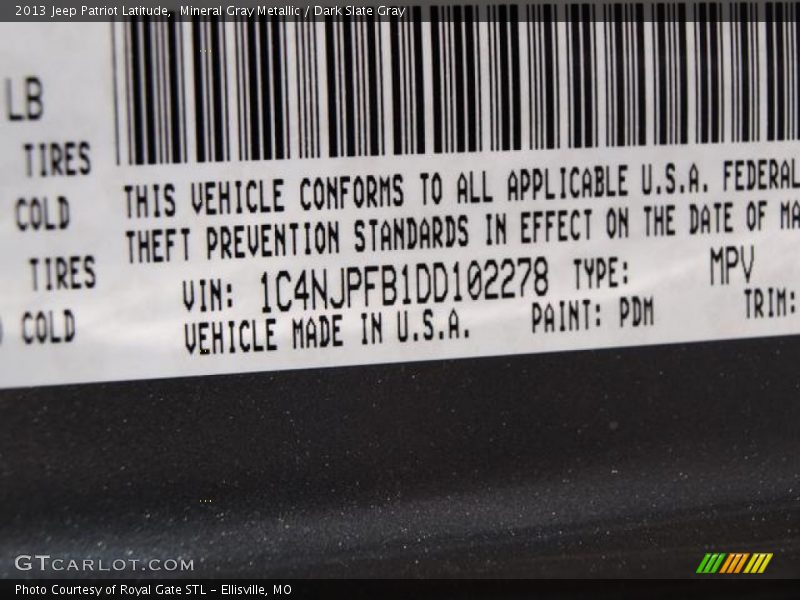 2013 Jeep Patriot Latitude, Mineral Gray Metallic / Dark Slate Gray
LB
TIRES
COLD
TIRES
COLD
THIS VEHICLE CONFORMS TO ALL APPLICABLE U.S.A. FEDERAL
THEFT PREVENTION STANDARDS IN EFFECT ON THE DATE OF MA
VIN: 1C4NJPFB1DD102278 TYPE: MPV
VEHICLE MADE IN U.S.A. PAINT: PDM TRIM:
GTCARLOT.COM
Photo Courtesy of Royal Gate STL - Ellisville, MO